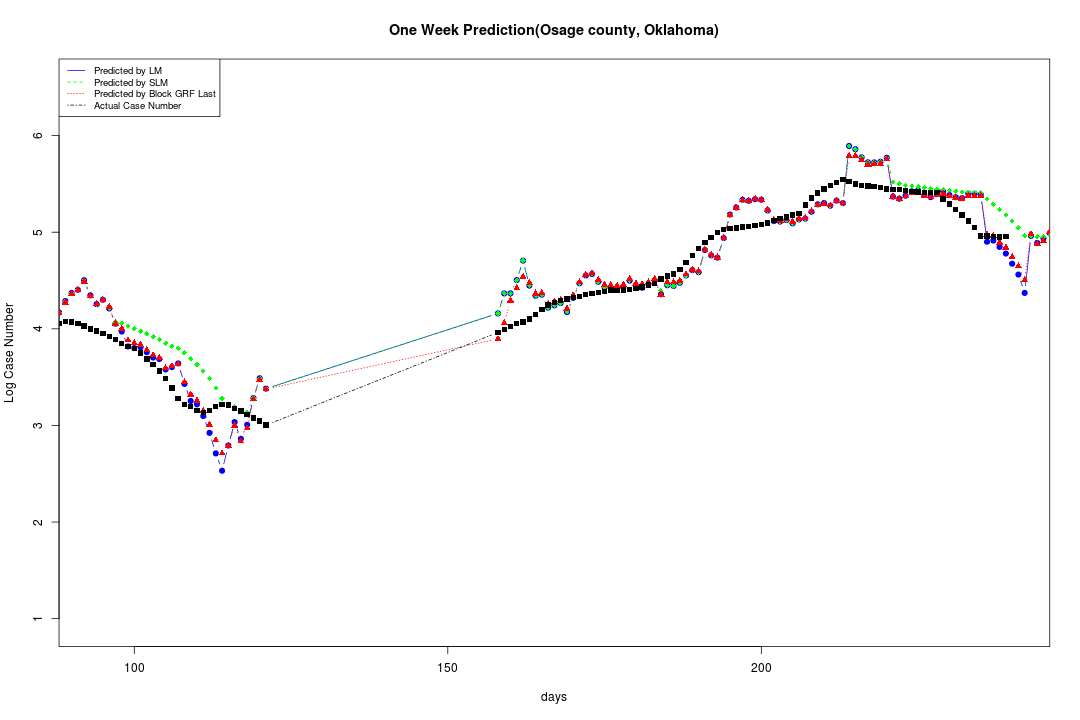 One Week Prediction(Osage county, Oklahoma)
Predicted by LM
Predicted by SLM
Predicted by Block GRF Last
Actual Case Number
6
5
4
3
2
1
Log Case Number
100 150 200
days